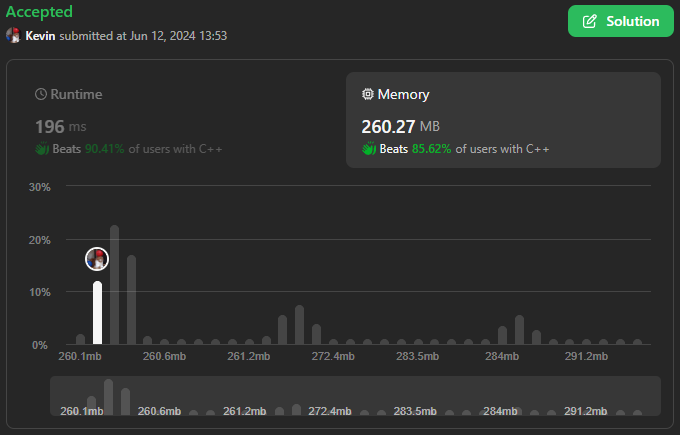 Accepted
Solution
Kevin submitted at Jun 12, 2024 13:53
Runtime
196 ms
Beats 90.41% of users with C++
Memory
260.27 MB
Beats 85.62% of users with C++
30%
20%
10%
0%
260.1mb 260.6mb 261.2mb 272.4mb 283.5mb 284mb 291.2mb
260.1mb 260.6mb 261.2mb 272.4mb 283.5mb 284mb 291.2mb